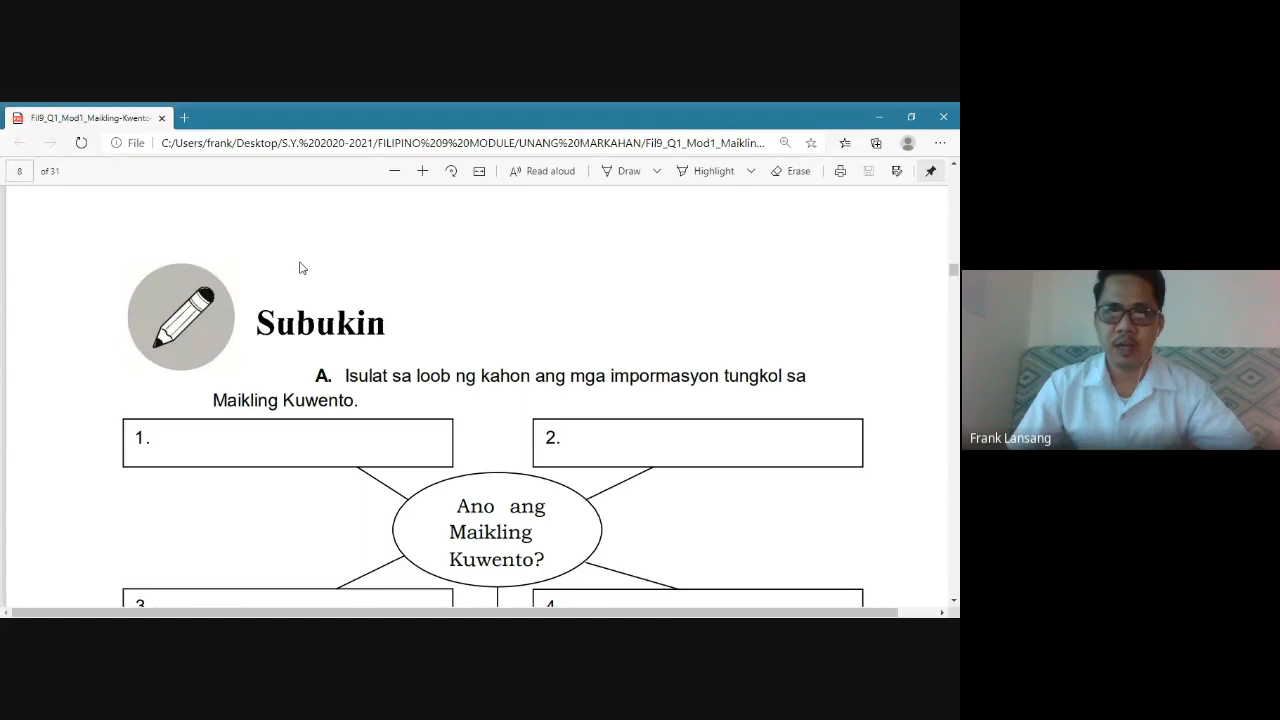 Fil9_Q1_Mod1_Maikling-Kwento
File
C:/Users/frank/Desktop/S.Y.%202020-2021/FILIPINO%209%20MODULE/UNANG%20MARKAHAN/Fil9_Q1_Mod1_Maiklin...
8 of 31
Read aloud
Draw
Highlight
Erase
Subukin
A. Isulat sa loob ng kahon ang mga impormasyon tungkol sa
Maikling Kuwento.
1.
2.
Ano ang
Maikling
Kuwento?
3.
4.
Frank Lansang